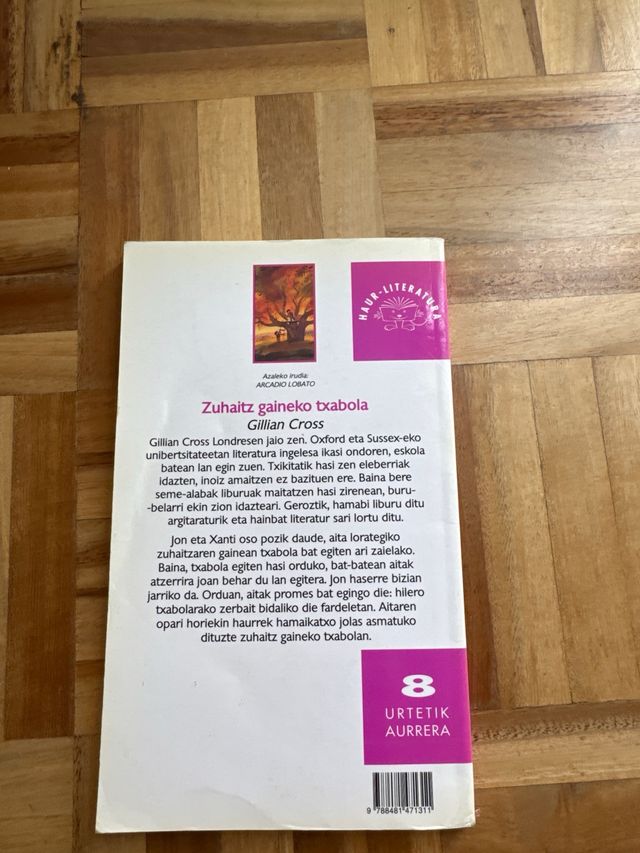 HAUR-LITERATURA
Azaleko irudia:
ARCADIO LOBATO
Zuhaitz gaineko txabola
Gillian Cross
Gillian Cross Londresen jaio zen. Oxford eta Sussex-eko
unibertsitateetan literatura ingelesa ikasi ondoren, eskola
batean lan egin zuen. Txikitatik hasi zen eleberriak
idazten, inoiz amaitzen ez bazituen ere. Baina bere
seme-alabak liburuak maitatzen hasi zirenean, buru-
-belarri ekin zion idazteari. Geroztik, hamabi liburu ditu
argitaraturik eta hainbat literatur sari lortu ditu.
Jon eta Xanti oso pozik daude, aita lorategiko
zuhaitzaren gainean txabola bat egiten ari zaielako.
Baina, txabola egiten hasi orduko, bat-batean aitak
atzerrira joan behar du lan egitera. Jon haserre bizian
jarriko da. Orduan, aitak promes bat egingo die: hilero
txabolarako zerbait bidaliko die fardeletan. Aitaren
opari horiekin haurrek hamaikatxo jolas asmatuko
dituzte zuhaitz gaineko txabolan.
8
URTETIK
AURRERA
9 788481 471311